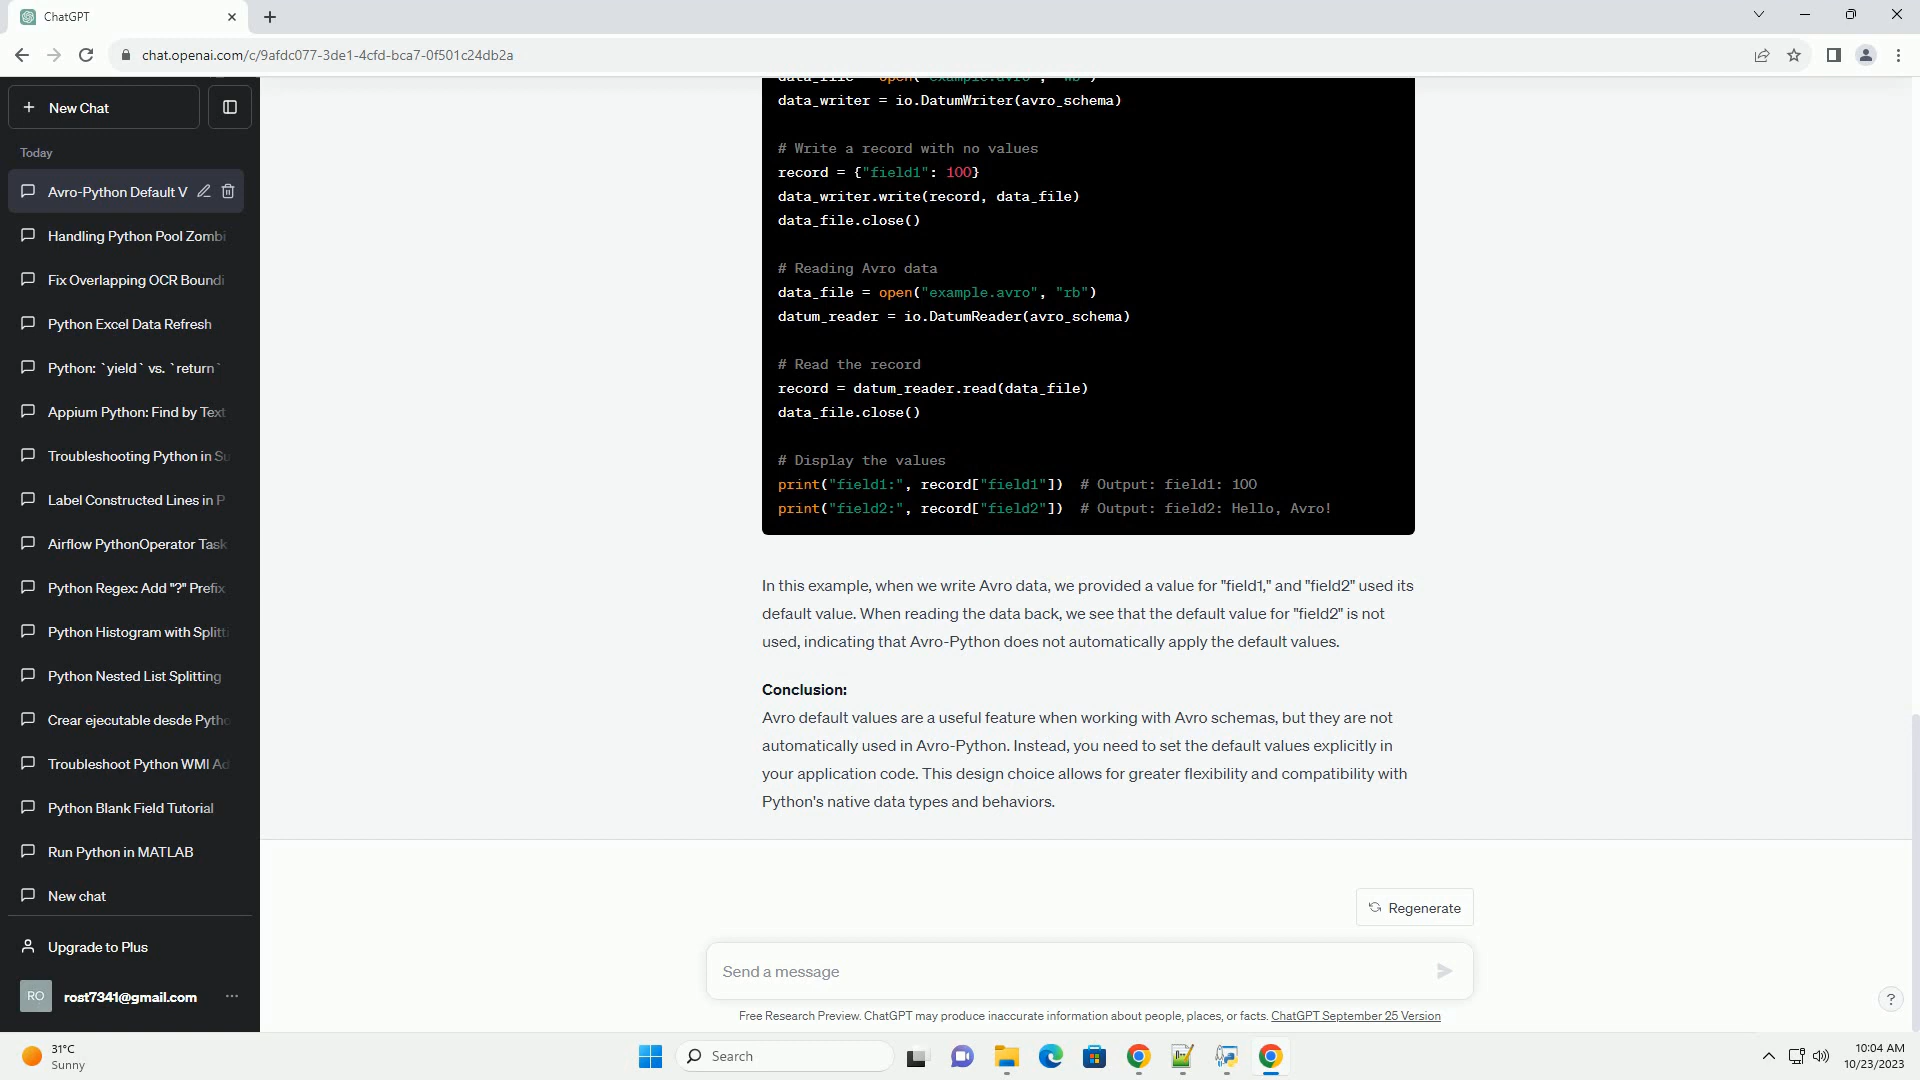 ChatGPT
chat.openai.com/c/9afdc077-3de1-4cfd-bca7-0f501c24db2a
New Chat
Today
Avro-Python Default V
Handling Python Pool Zombi
Fix Overlapping OCR Boundi
Python Excel Data Refresh
Python: `yield` vs. `return`
Appium Python: Find by Text
Troubleshooting Python in Su
Label Constructed Lines in P
Airflow PythonOperator Task
Python Regex: Add "?" Prefix
Python Histogram with Splitti
Python Nested List Splitting
Crear ejecutable desde Pytho
Troubleshoot Python WMI Ad
Python Blank Field Tutorial
Run Python in MATLAB
New chat
Upgrade to Plus
RO rost7341@gmail.com
data_file = open("example.avro", "wb")
data_writer = io.DatumWriter(avro_schema)
# Write a record with no values
record = {"field1": 100}
data_writer.write(record, data_file)
data_file.close()
# Reading Avro data
data_file = open("example.avro", "rb")
datum_reader = io.DatumReader(avro_schema)
# Read the record
record = datum_reader.read(data_file)
data_file.close()
# Display the values
print("field1:", record["field1"])  # Output: field1: 100
print("field2:", record["field2"])  # Output: field2: Hello, Avro!
In this example, when we write Avro data, we provided a value for "field1," and "field2" used its
default value. When reading the data back, we see that the default value for "field2" is not
used, indicating that Avro-Python does not automatically apply the default values.
Conclusion:
Avro default values are a useful feature when working with Avro schemas, but they are not
automatically used in Avro-Python. Instead, you need to set the default values explicitly in
your application code. This design choice allows for greater flexibility and compatibility with
Python's native data types and behaviors.
Regenerate
Send a message
Free Research Preview. ChatGPT may produce inaccurate information about people, places, or facts. ChatGPT September 25 Version
?
31°C
Sunny
Search
10:04 AM
10/23/2023